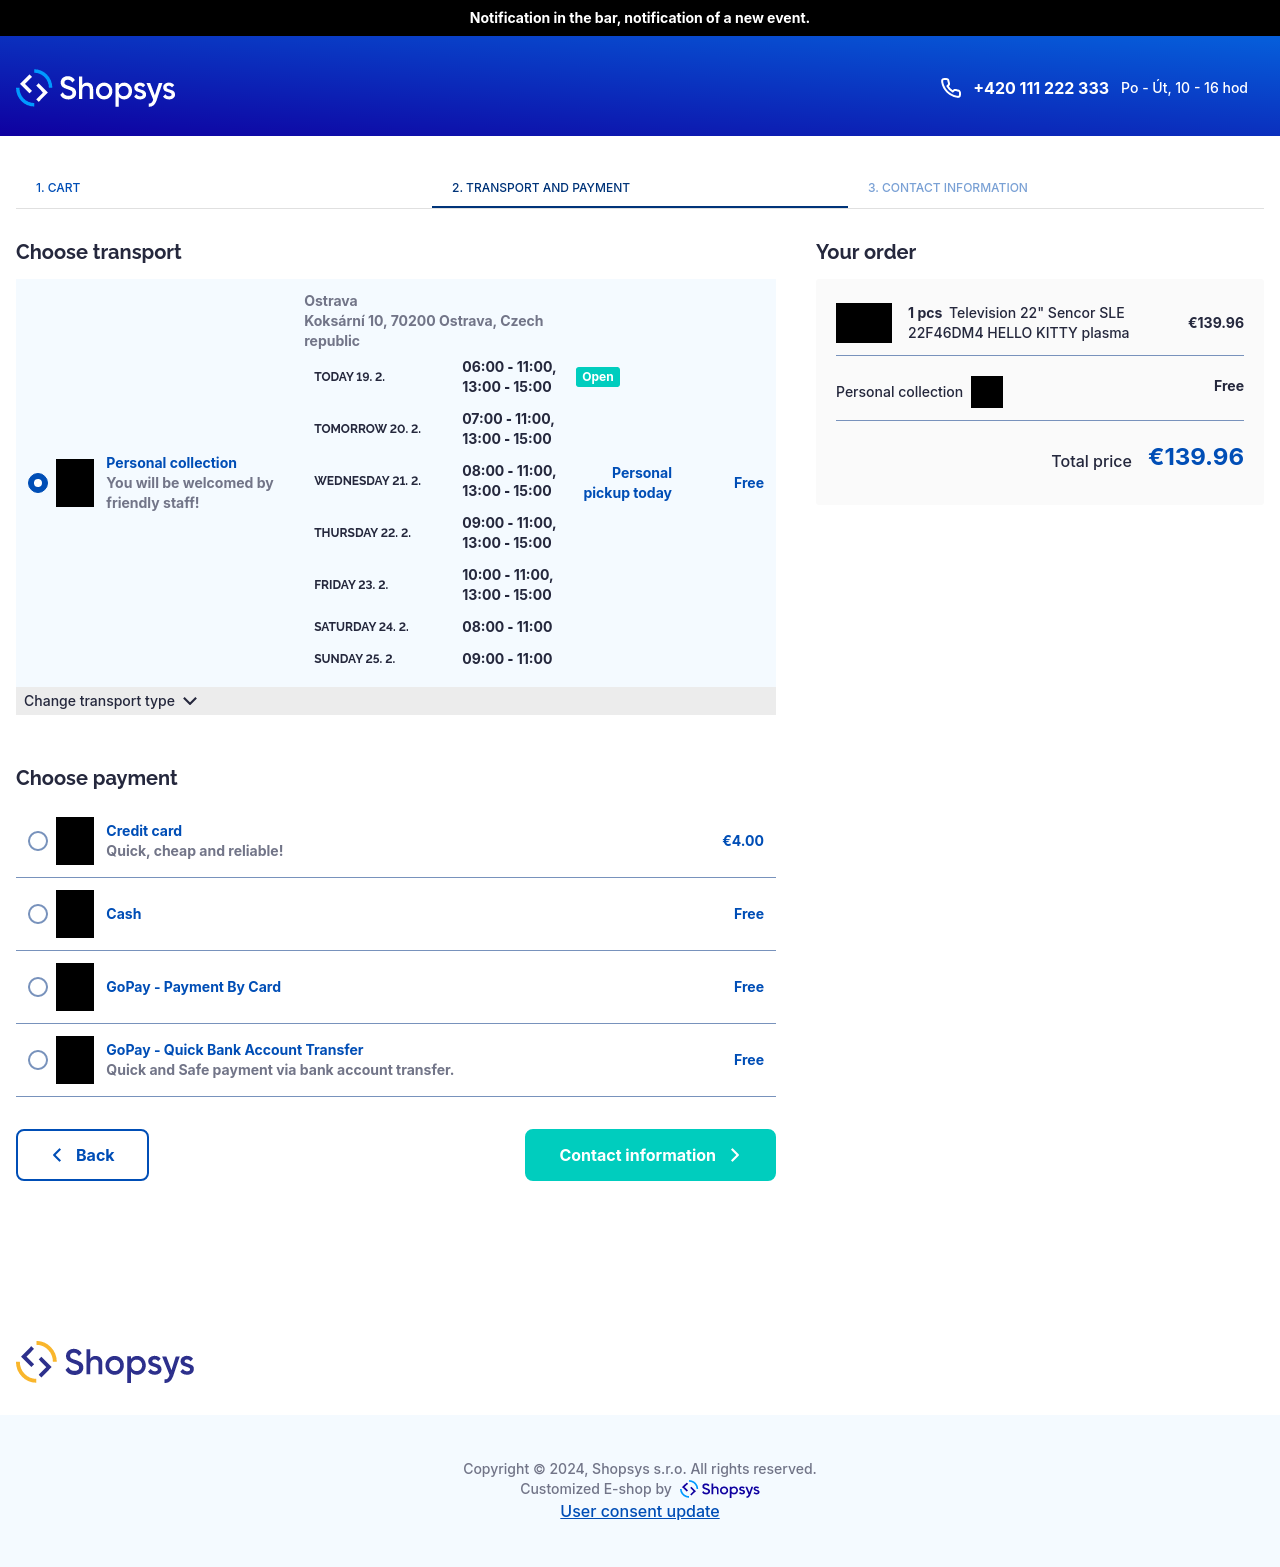 Notification in the bar, notification of a new event.
Shopsys
+420 111 222 333 Po - Út, 10 - 16 hod
1. CART
2. TRANSPORT AND PAYMENT
3. CONTACT INFORMATION
Choose transport
Personal collection
You will be welcomed by
friendly staff!
Ostrava
Koksární 10, 70200 Ostrava, Czech
republic
TODAY 19. 2.
06:00 - 11:00,
13:00 - 15:00
Open
TOMORROW 20. 2.
07:00 - 11:00,
13:00 - 15:00
WEDNESDAY 21. 2.
08:00 - 11:00,
13:00 - 15:00
THURSDAY 22. 2.
09:00 - 11:00,
13:00 - 15:00
FRIDAY 23. 2.
10:00 - 11:00,
13:00 - 15:00
SATURDAY 24. 2.
08:00 - 11:00
SUNDAY 25. 2.
09:00 - 11:00
Personal
pickup today
Free
Change transport type
Your order
1 pcs Television 22" Sencor SLE
22F46DM4 HELLO KITTY plasma
€139.96
Personal collection
Free
Total price €139.96
Choose payment
Credit card
Quick, cheap and reliable!
€4.00
Cash
Free
GoPay - Payment By Card
Free
GoPay - Quick Bank Account Transfer
Quick and Safe payment via bank account transfer.
Free
Back
Contact information
Shopsys
Copyright © 2024, Shopsys s.r.o. All rights reserved.
Customized E-shop by Shopsys
User consent update